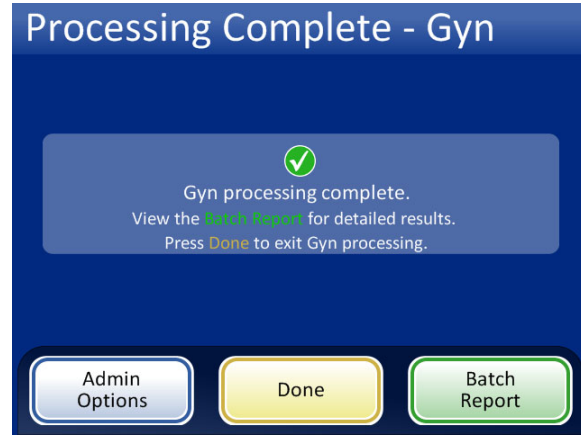 Processing Complete - Gyn
Gyn processing complete.
View the Batch Report for detailed results.
Press Done to exit Gyn processing.
Admin
Options
Done
Batch
Report